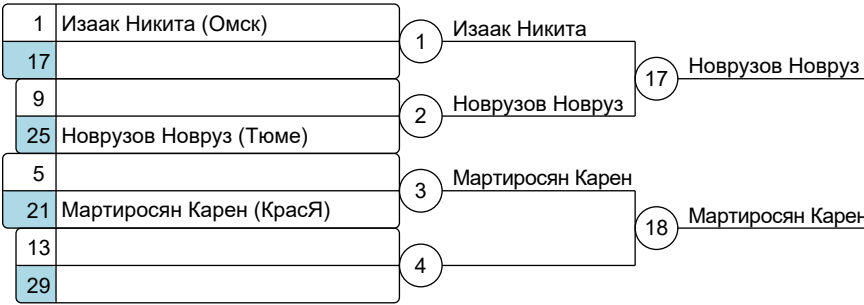 1 Изаак Никита (Омск)
17
1 Изаак Никита
9
25 Новрузов Новруз (Тюме)
2 Новрузов Новруз
17 Новрузов Новруз
5
21 Мартиросян Карен (КрасЯ)
3 Мартиросян Карен
13
29
4
18 Мартиросян Карен